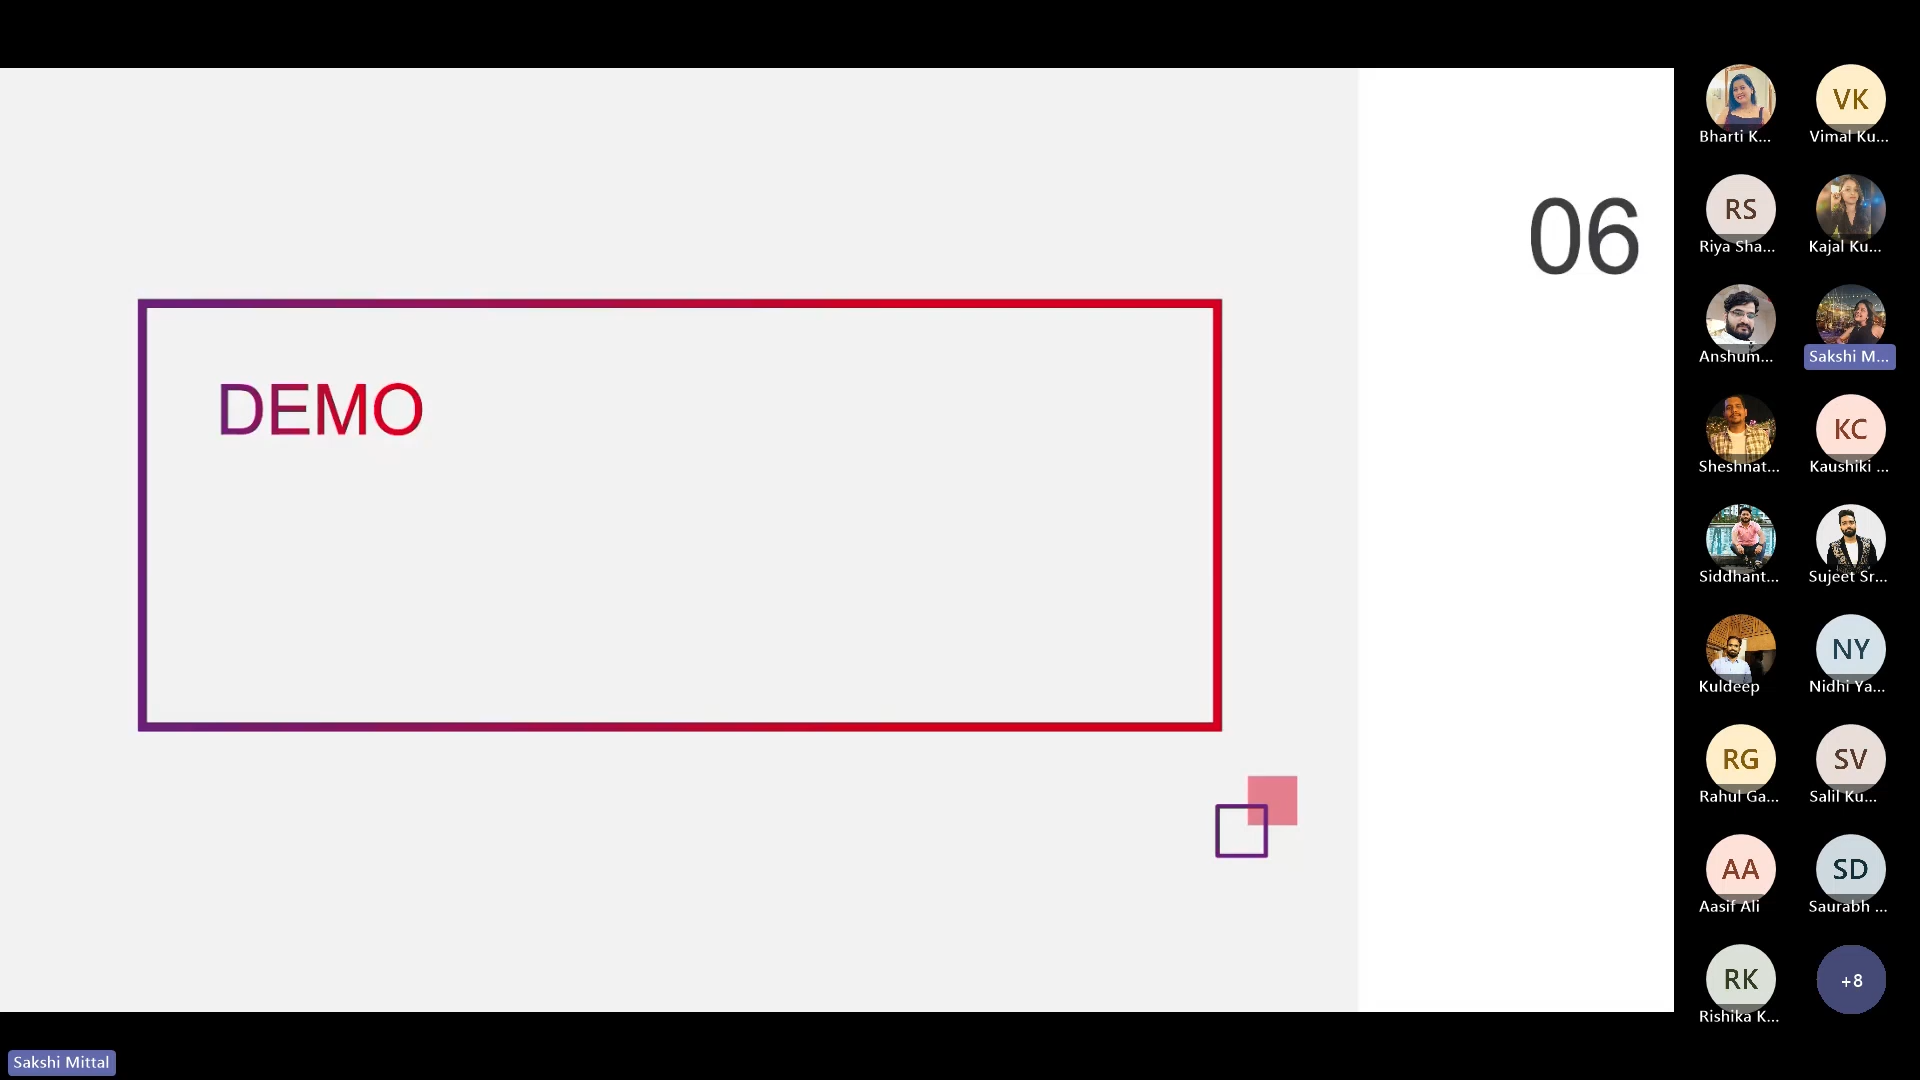 06
DEMO
Bharti K...
VK
Vimal Ku...
RS
Riya Sha...
Kajal Ku...
Anshum...
Sakshi M...
Sheshnat...
KC
Kaushiki ...
Siddhant...
Sujeet Sr...
Kuldeep
NY
Nidhi Ya...
RG
Rahul Ga...
SV
Salil Ku...
AA
Aasif Ali
SD
Saurabh ...
RK
Rishika K...
+8
Sakshi Mittal